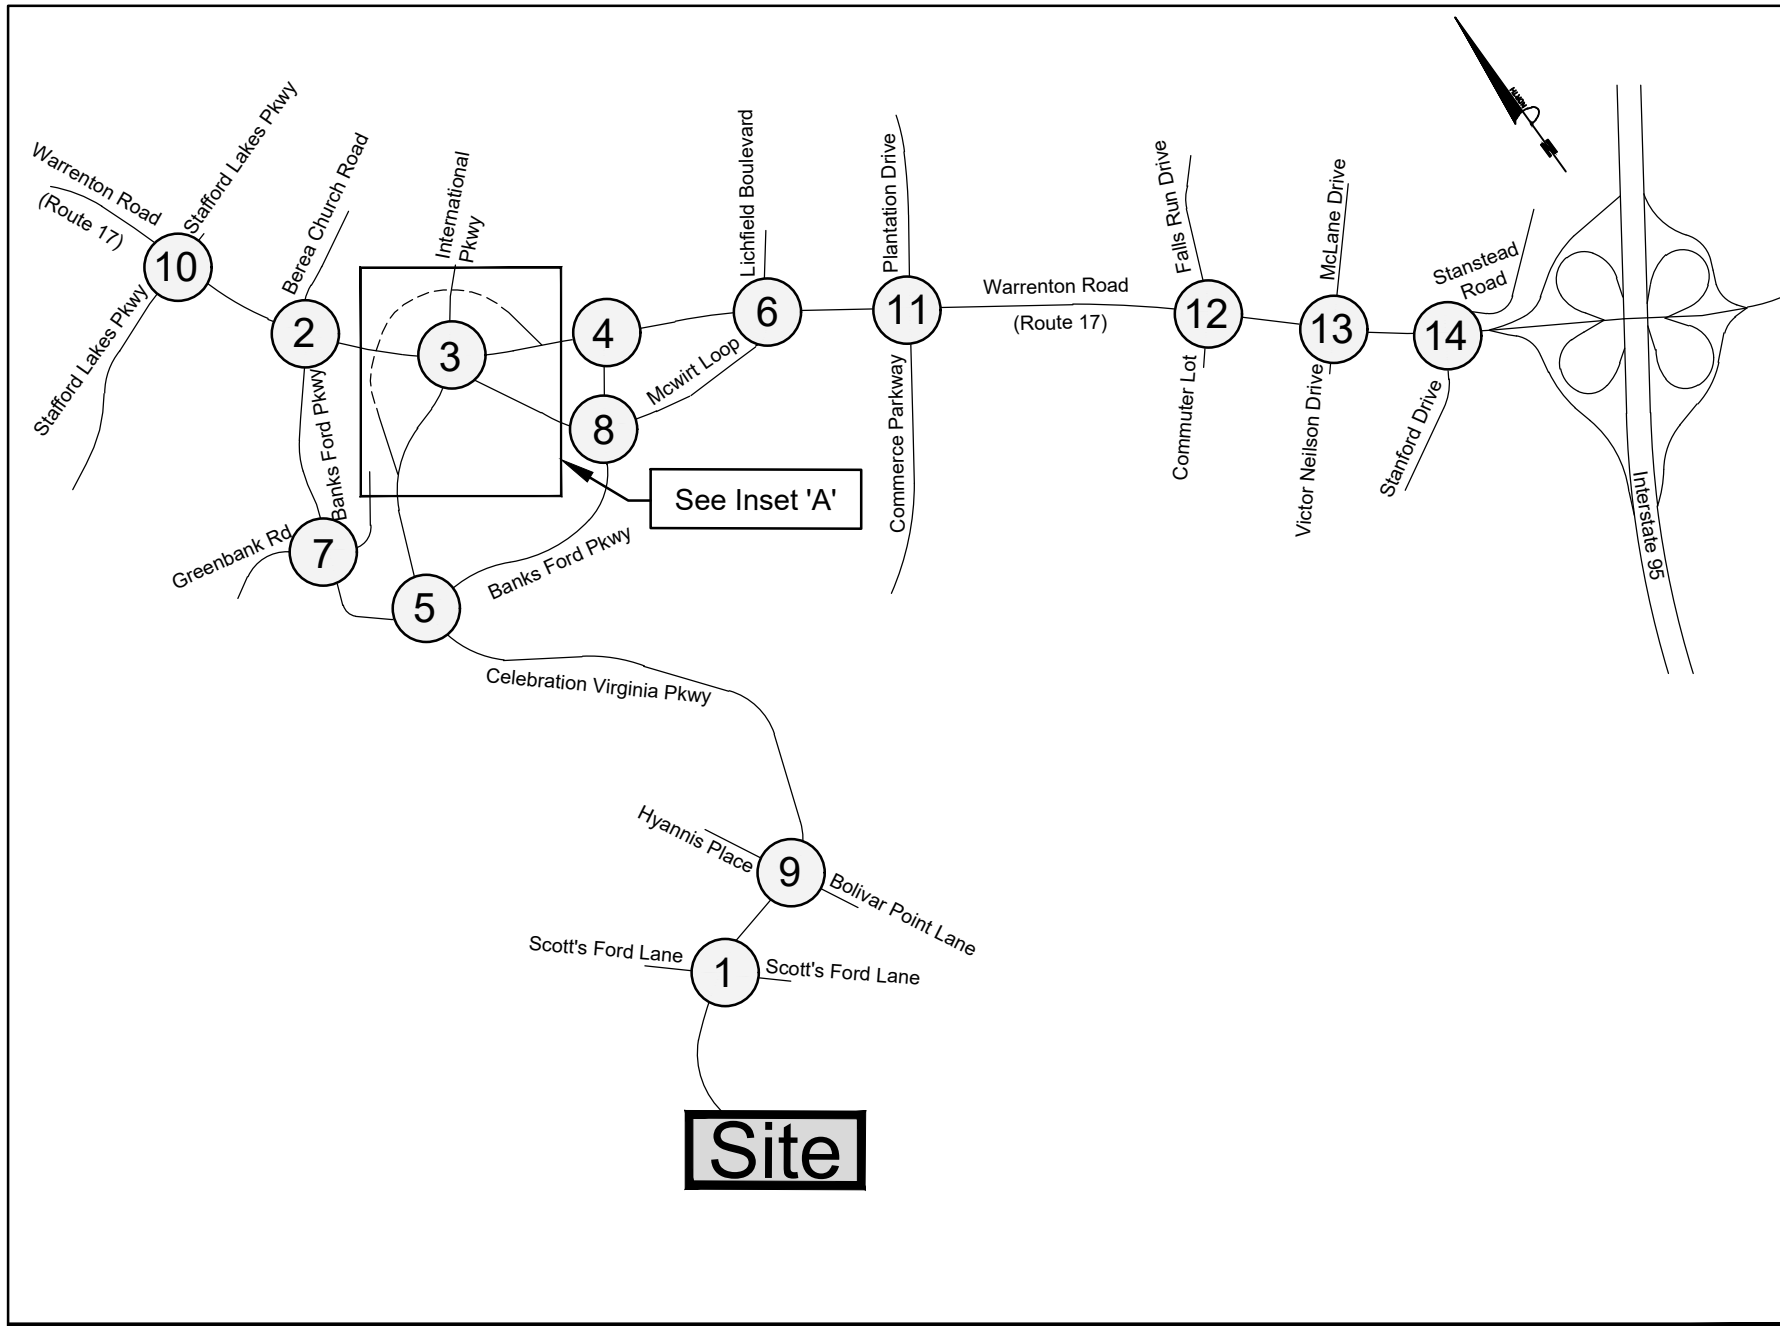 NORTH
Warrenton Road
(Route 17)
Stafford Lakes Pkwy
10
Stafford Lakes Pkwy
Berea Church Road
2
Banks Ford Pkwy
International
Pkwy
3
4
Lichfield Boulevard
6
Mcwirt Loop
8
Plantation Drive
11
Commerce Parkway
Warrenton Road
(Route 17)
Falls Run Drive
12
Commuter Lot
McLane Drive
13
Victor Neilson Drive
Stanstead
Road
14
Stanford Drive
Interstate 95
See Inset 'A'
Greenbank Rd
7
5
Banks Ford Pkwy
Celebration Virginia Pkwy
Hyannis Place
9
Bolivar Point Lane
Scott's Ford Lane
1
Scott's Ford Lane
Site